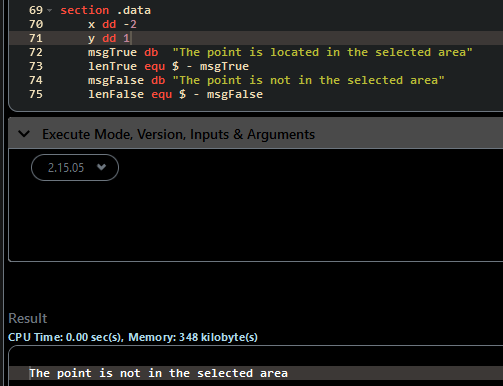 69 section .data
70 x dd -2
71 y dd 1
72 msgTrue db "The point is located in the selected area"
73 lenTrue equ $ - msgTrue
74 msgFalse db "The point is not in the selected area"
75 lenFalse equ $ - msgFalse
Execute Mode, Version, Inputs & Arguments
2.15.05
Result
CPU Time: 0.00 sec(s), Memory: 348 kilobyte(s)
The point is not in the selected area